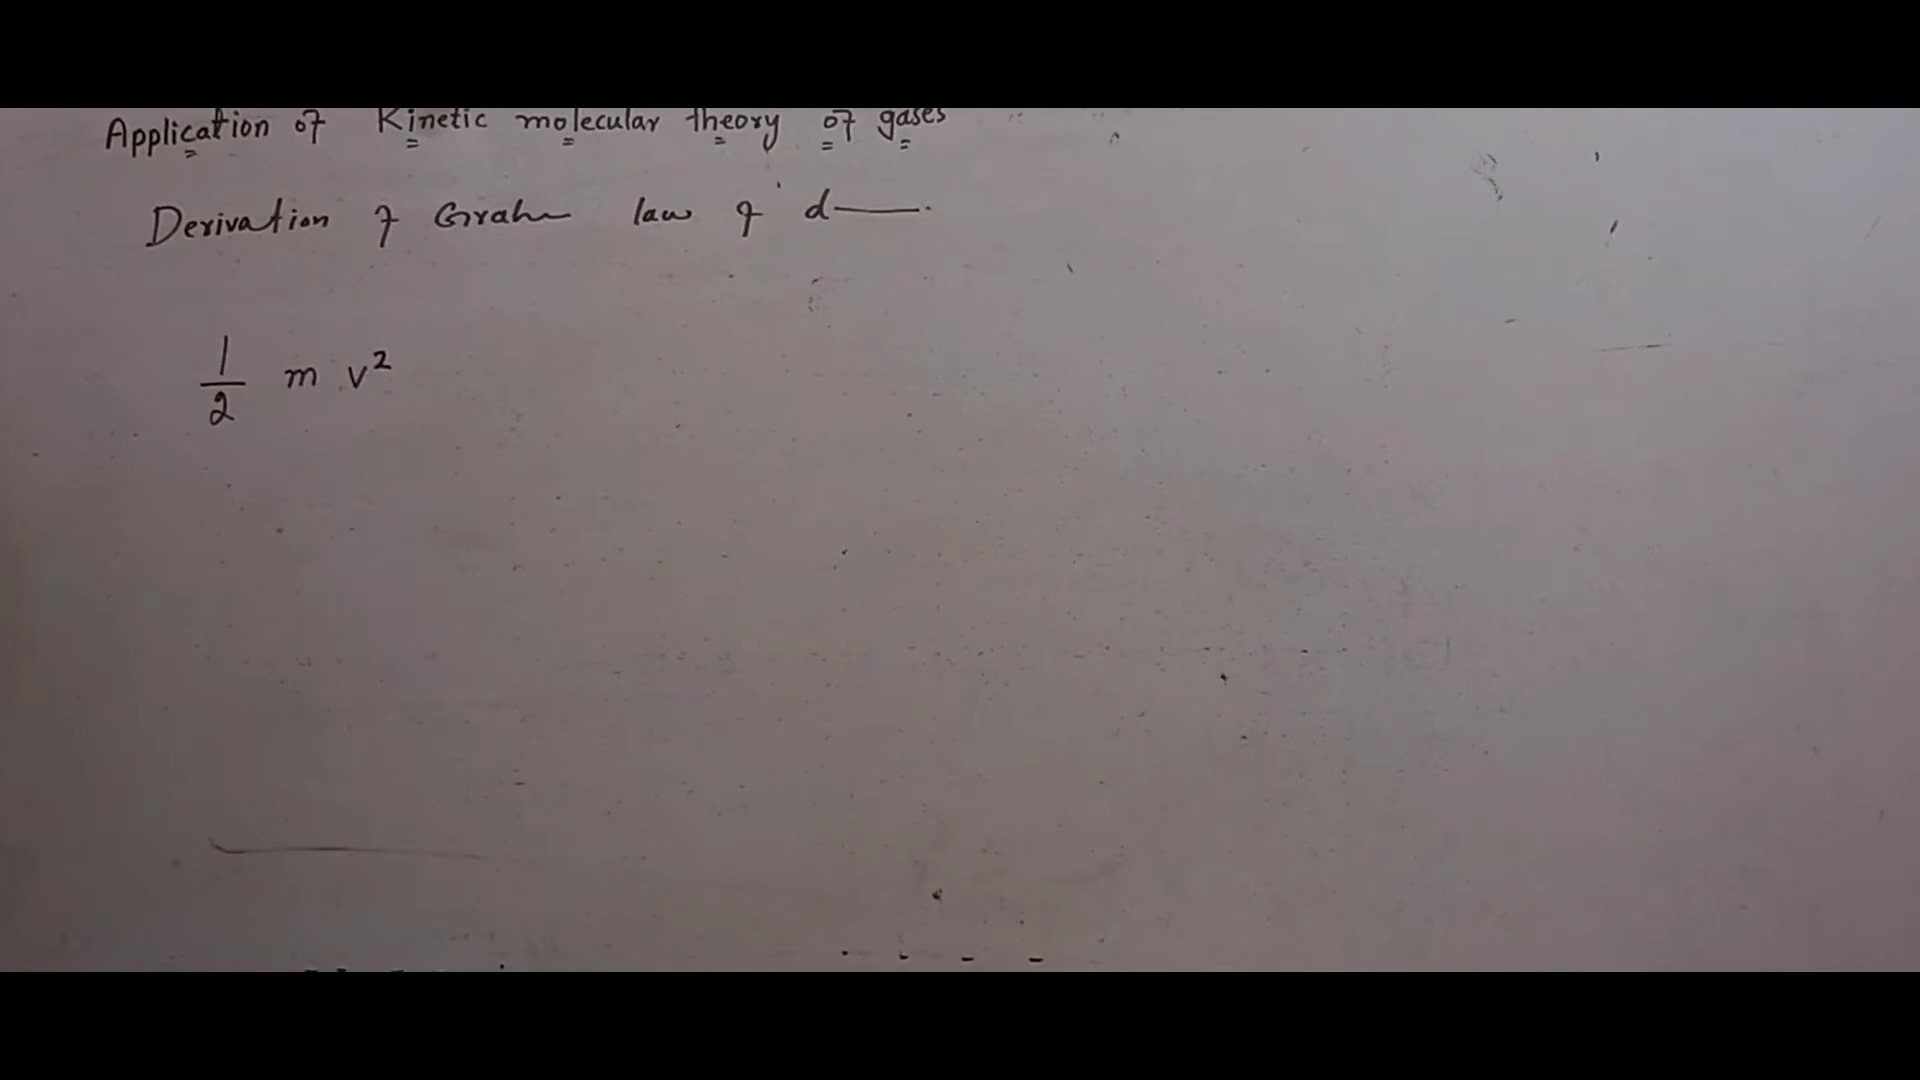 Application of Kinetic molecular theory of gases
Derivation of Grah law of d
1/2 m v²